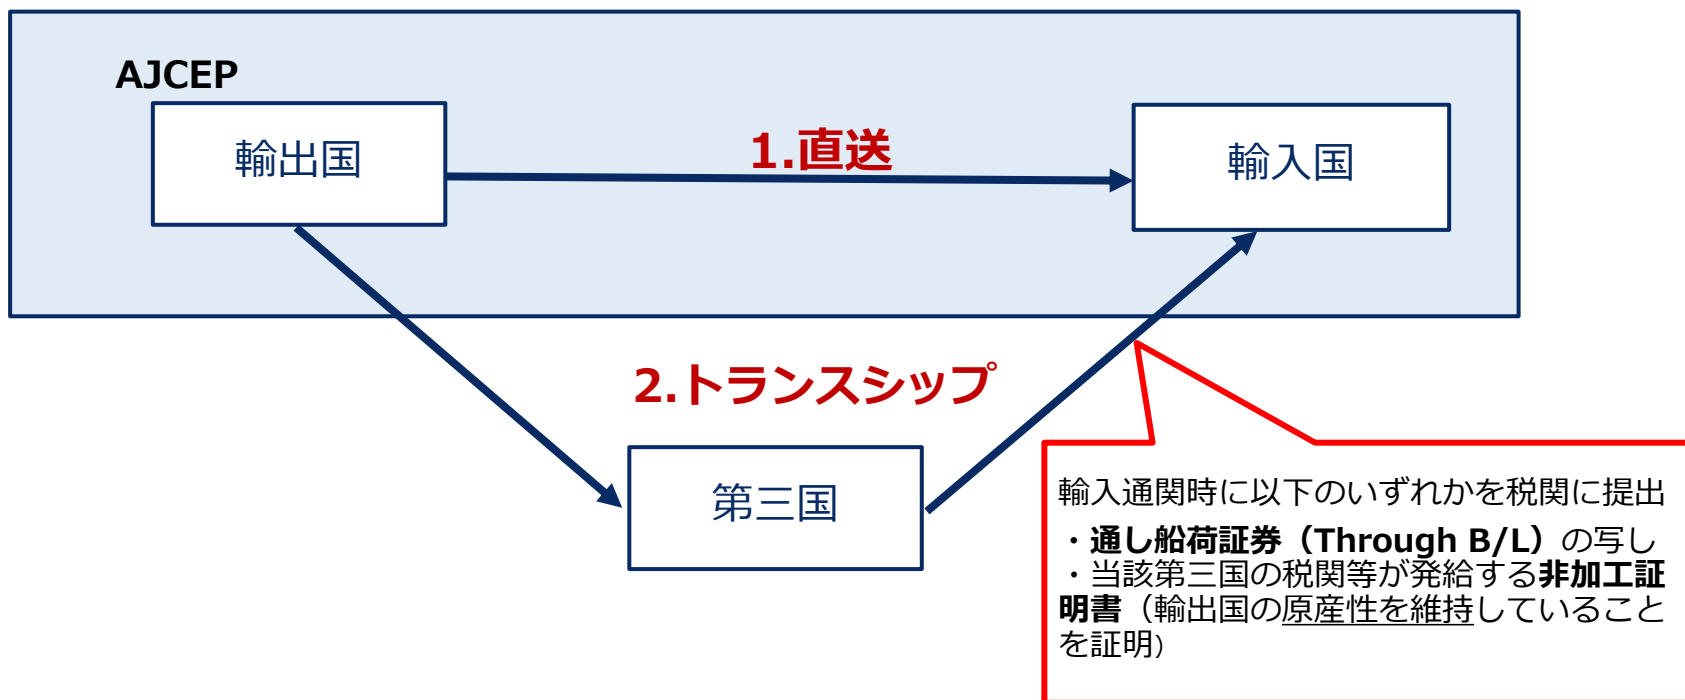 AJCEP
輸出国
1.直送
輸入国
2.トランスシップ
第三国
輸入通関時に以下のいずれかを税関に提出
・通し船荷証券（Through B/L）の写し
・当該第三国の税関等が発給する非加工証
明書（輸出国の原産性を維持していること
を証明）